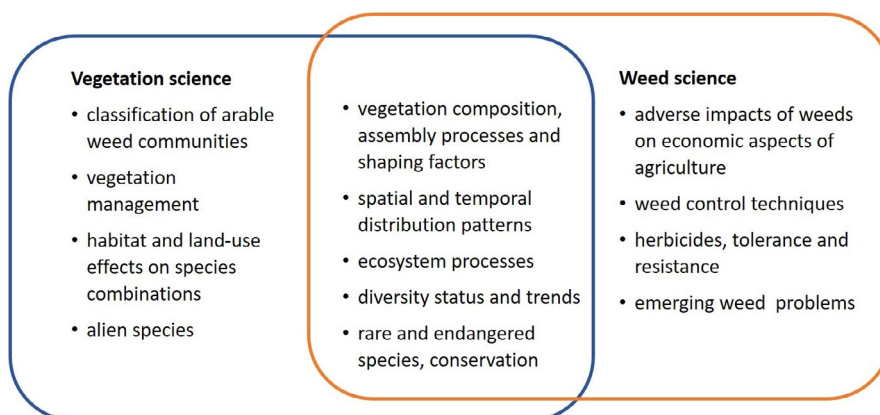 Vegetation science
• classification of arable
weed communities
• vegetation
management
• habitat and land-use
effects on species
combinations
• alien species
• vegetation composition,
assembly processes and
shaping factors
• spatial and temporal
distribution patterns
• ecosystem processes
• diversity status and trends
• rare and endangered
species, conservation
Weed science
• adverse impacts of weeds
on economic aspects of
agriculture
• weed control techniques
• herbicides, tolerance and
resistance
• emerging weed problems